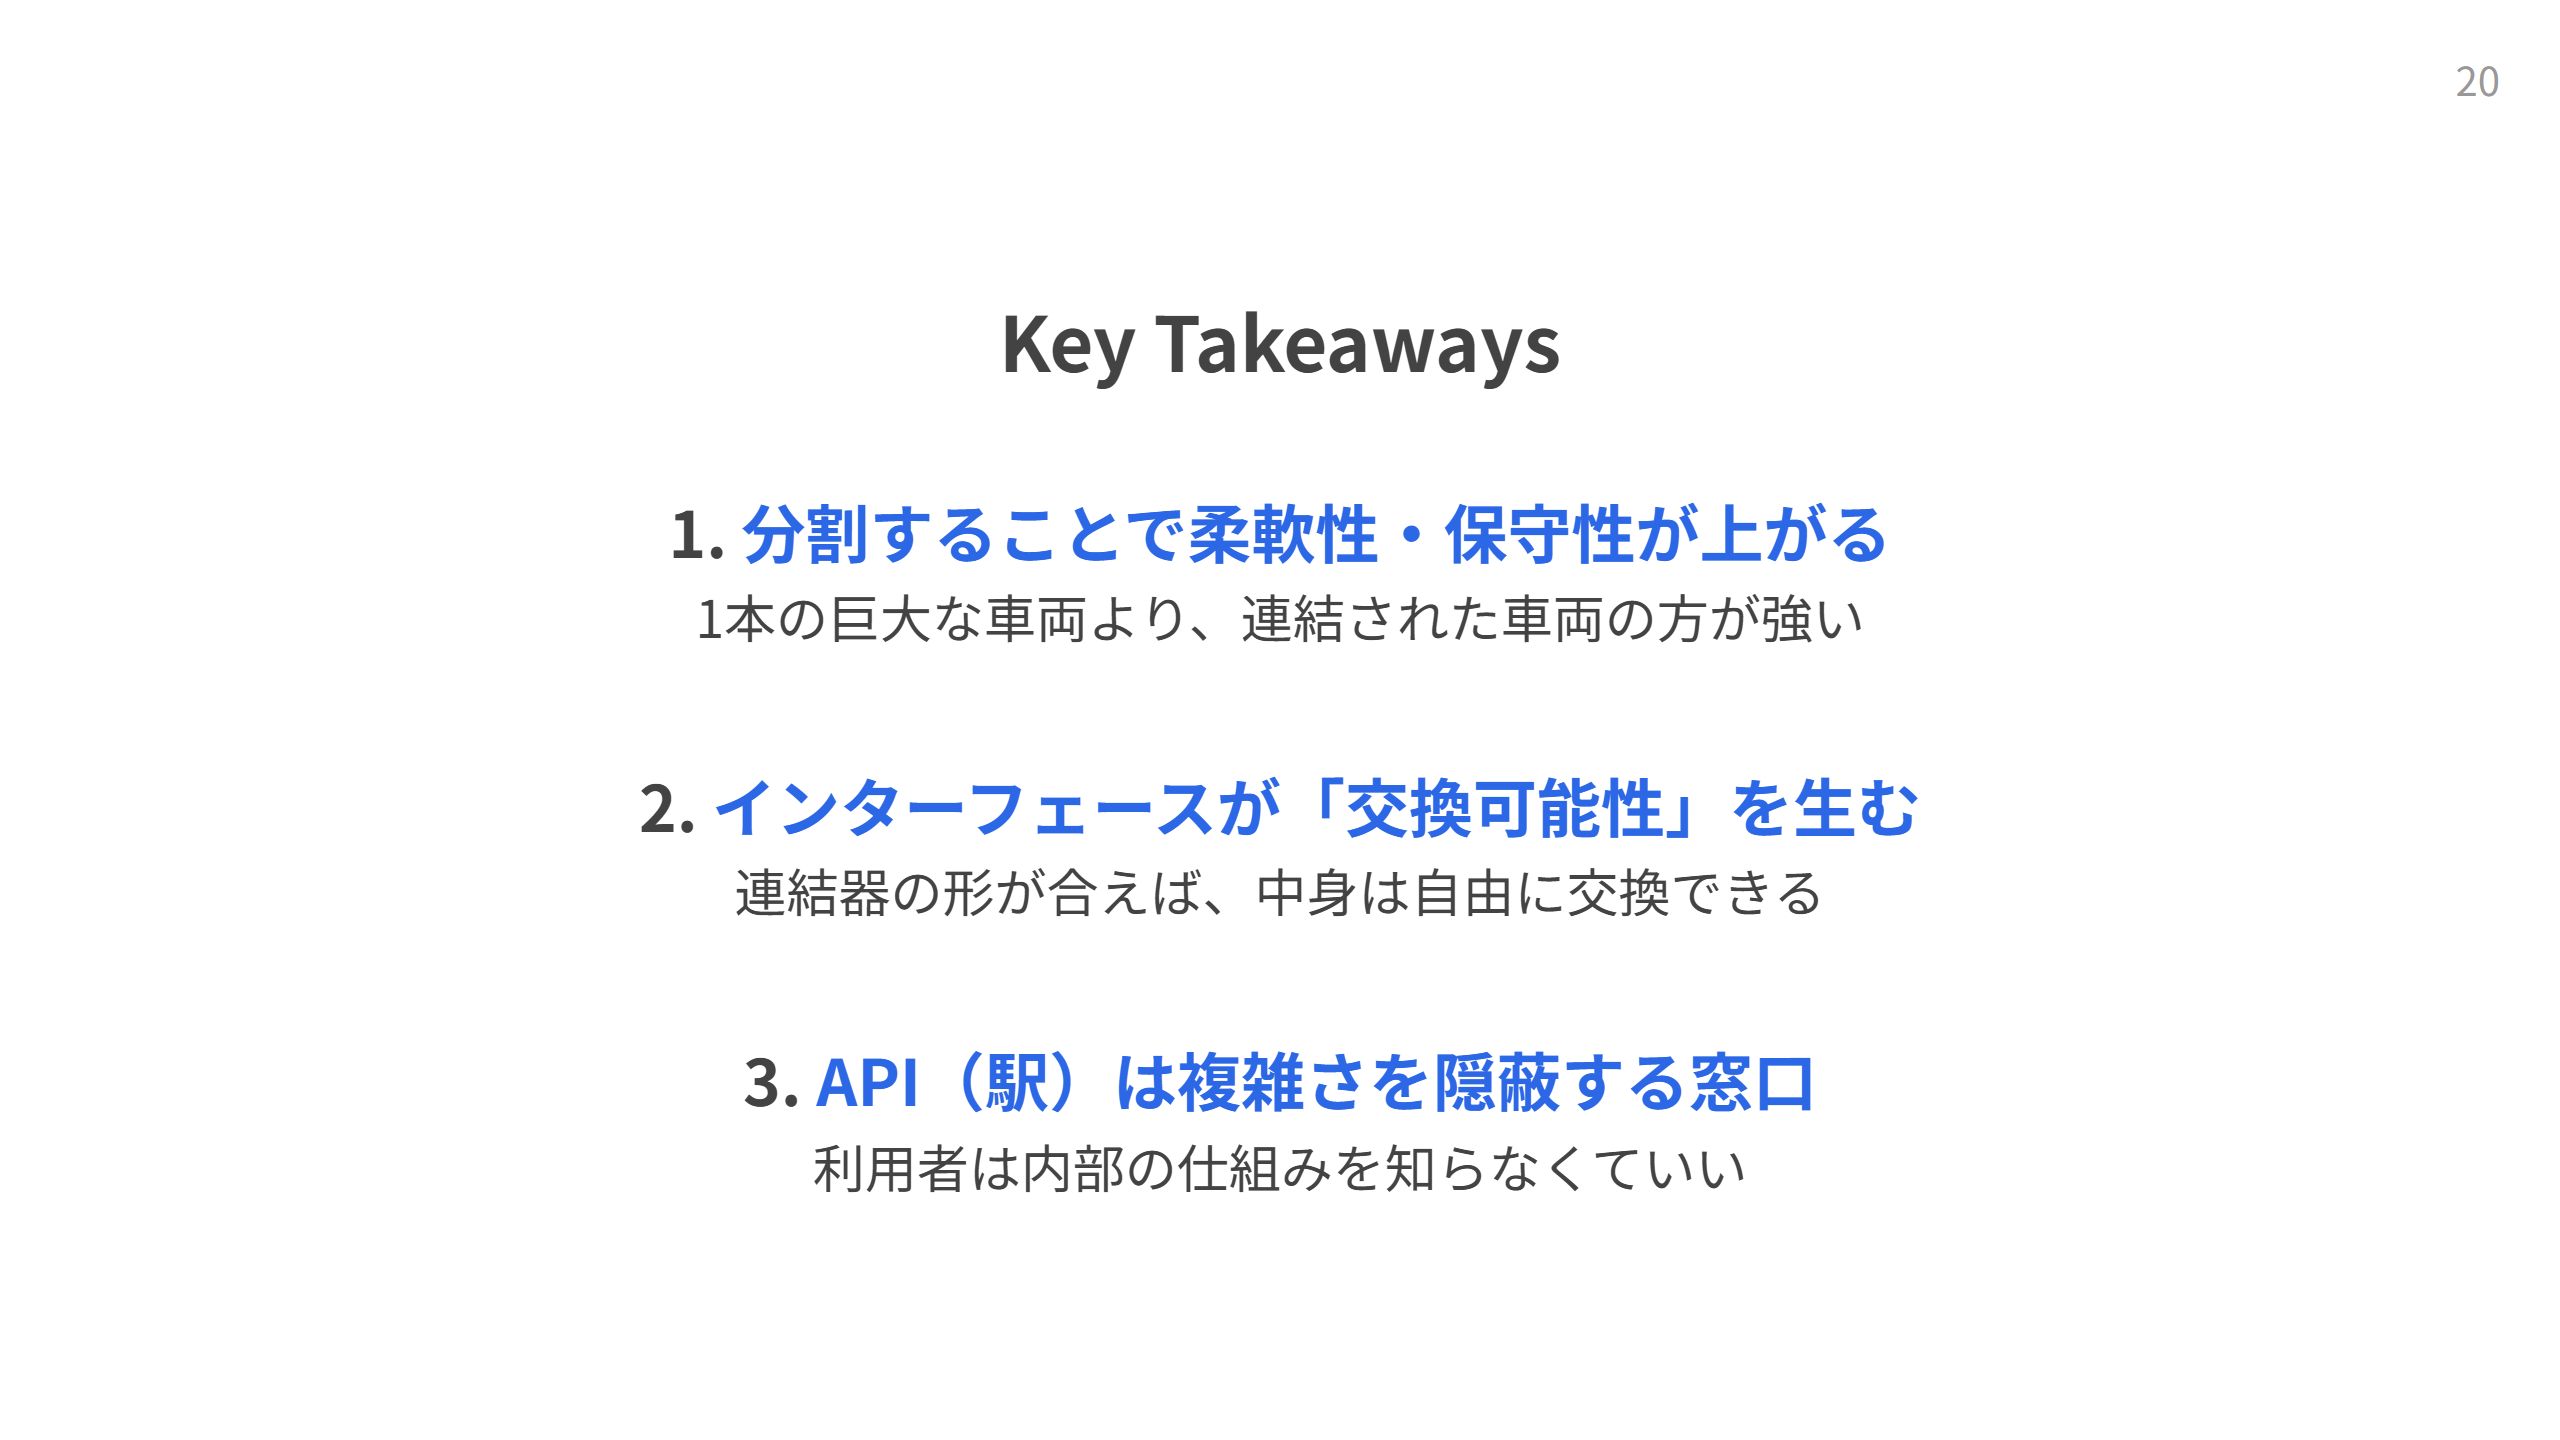 20
Key Takeaways
1. 分割することで柔軟性・保守性が上がる
1本の巨大な車両より、連結された車両の方が強い
2. インターフェースが「交換可能性」を生む
連結器の形が合えば、中身は自由に交換できる
3. API（駅）は複雑さを隠蔽する窓口
利用者は内部の仕組みを知らなくていい